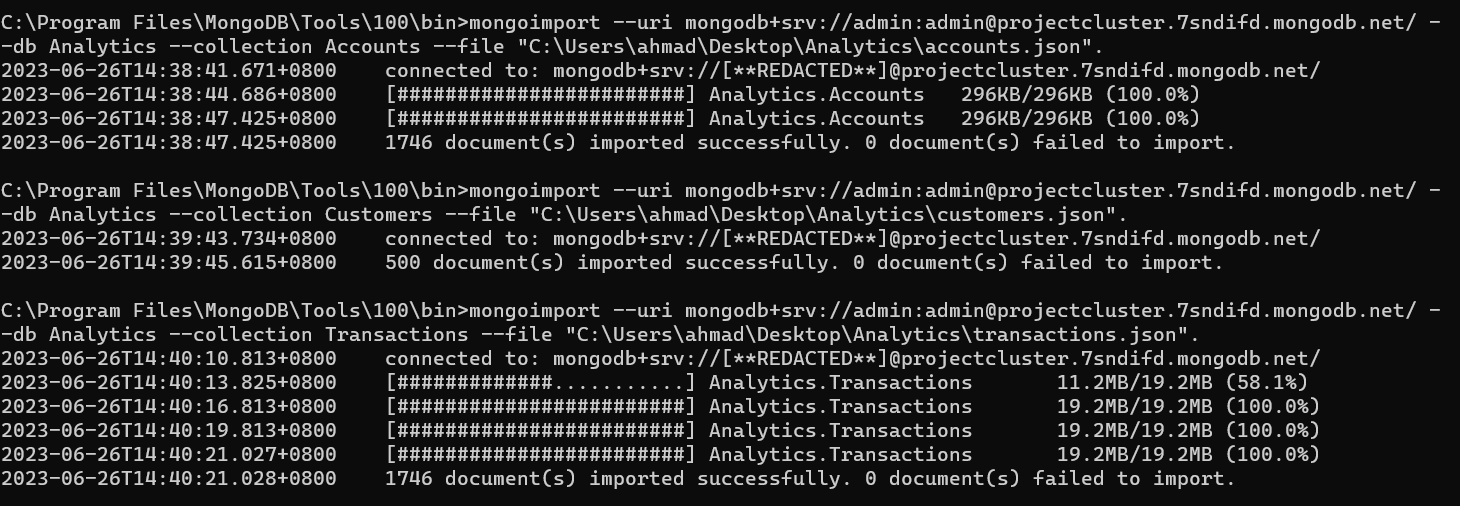 C:\Program Files\MongoDB\Tools\100\bin>mongoimport --uri mongodb+srv://admin:admin@projectcluster.7sndifd.mongodb.net/ -
-db Analytics --collection Accounts --file "C:\Users\ahmad\Desktop\Analytics\accounts.json".
2023-06-26T14:38:41.671+0800    connected to: mongodb+srv://[**REDACTED**]@projectcluster.7sndifd.mongodb.net/
2023-06-26T14:38:44.686+0800    [########################] Analytics.Accounts   296KB/296KB (100.0%)
2023-06-26T14:38:47.425+0800    [########################] Analytics.Accounts   296KB/296KB (100.0%)
2023-06-26T14:38:47.425+0800    1746 document(s) imported successfully. 0 document(s) failed to import.
C:\Program Files\MongoDB\Tools\100\bin>mongoimport --uri mongodb+srv://admin:admin@projectcluster.7sndifd.mongodb.net/ -
-db Analytics --collection Customers --file "C:\Users\ahmad\Desktop\Analytics\customers.json".
2023-06-26T14:39:43.734+0800    connected to: mongodb+srv://[**REDACTED**]@projectcluster.7sndifd.mongodb.net/
2023-06-26T14:39:45.615+0800    500 document(s) imported successfully. 0 document(s) failed to import.
C:\Program Files\MongoDB\Tools\100\bin>mongoimport --uri mongodb+srv://admin:admin@projectcluster.7sndifd.mongodb.net/ -
-db Analytics --collection Transactions --file "C:\Users\ahmad\Desktop\Analytics\transactions.json".
2023-06-26T14:40:10.813+0800    connected to: mongodb+srv://[**REDACTED**]@projectcluster.7sndifd.mongodb.net/
2023-06-26T14:40:13.825+0800    [#############...........] Analytics.Transactions       11.2MB/19.2MB (58.1%)
2023-06-26T14:40:16.813+0800    [########################] Analytics.Transactions       19.2MB/19.2MB (100.0%)
2023-06-26T14:40:19.813+0800    [########################] Analytics.Transactions       19.2MB/19.2MB (100.0%)
2023-06-26T14:40:21.027+0800    [########################] Analytics.Transactions       19.2MB/19.2MB (100.0%)
2023-06-26T14:40:21.028+0800    1746 document(s) imported successfully. 0 document(s) failed to import.